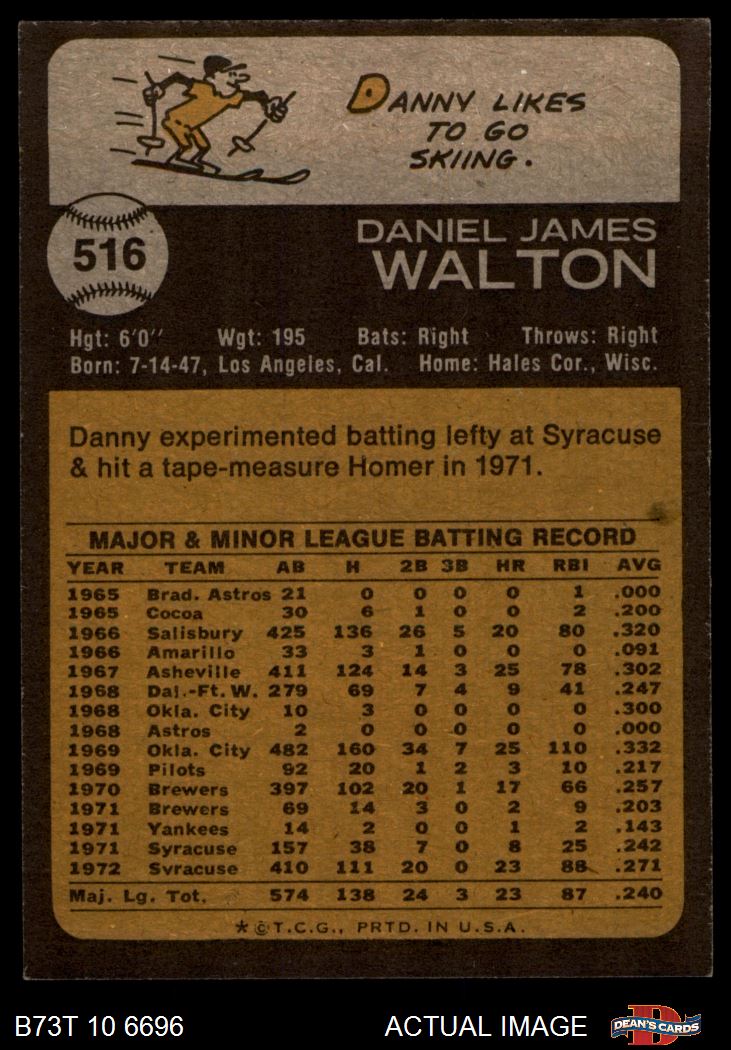 DANNY LIKES
TO GO
SKIING.
516
DANIEL JAMES
WALTON
Hgt: 6'0" Wgt: 195 Bats: Right Throws: Right
Born: 7-14-47, Los Angeles, Cal. Home: Hales Cor., Wisc.
Danny experimented batting lefty at Syracuse
& hit a tape-measure Homer in 1971.
MAJOR & MINOR LEAGUE BATTING RECORD
YEAR TEAM AB H 2B 3B HR RBI AVG
1965 Brad. Astros 21 0 0 0 0 1 .000
1965 Cocoa 30 6 1 0 0 2 .200
1966 Salisbury 425 136 26 5 20 80 .320
1966 Amarillo 33 3 1 0 0 0 .091
1967 Asheville 411 124 14 3 25 78 .302
1968 Dal.-Ft. W. 279 69 7 4 9 41 .247
1968 Okla. City 10 3 0 0 0 0 .300
1968 Astros 2 0 0 0 0 0 .000
1969 Okla. City 482 160 34 7 25 110 .332
1969 Pilots 92 20 1 2 3 10 .217
1970 Brewers 397 102 20 1 17 66 .257
1971 Brewers 69 14 3 0 2 9 .203
1971 Yankees 14 2 0 0 1 2 .143
1971 Syracuse 157 38 7 0 8 25 .242
1972 Syracuse 410 111 20 0 23 88 .271
Maj. Lg. Tot. 574 138 24 3 23 87 .240
*©T.C.G., PRTD. IN U.S.A.
B73T 10 6696 ACTUAL IMAGE D DEAN'S CARDS